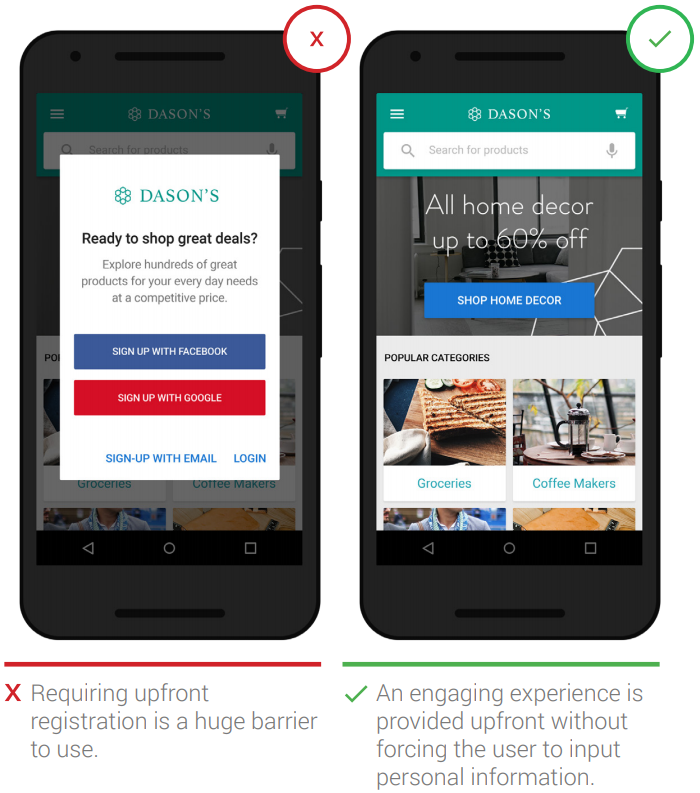 X
DASON'S
Search for products
DASON'S
Ready to shop great deals?
Explore hundreds of great
products for your every day needs
at a competitive price.
SIGN UP WITH FACEBOOK
SIGN UP WITH GOOGLE
SIGN-UP WITH EMAIL LOGIN
PO
Groceries
Coffee Makers
X Requiring upfront
registration is a huge barrier
to use.
DASON'S
Search for products
All home decor
up to 60% off
SHOP HOME DECOR
POPULAR CATEGORIES
Groceries
Coffee Makers
An engaging experience is
provided upfront without
forcing the user to input
personal information.